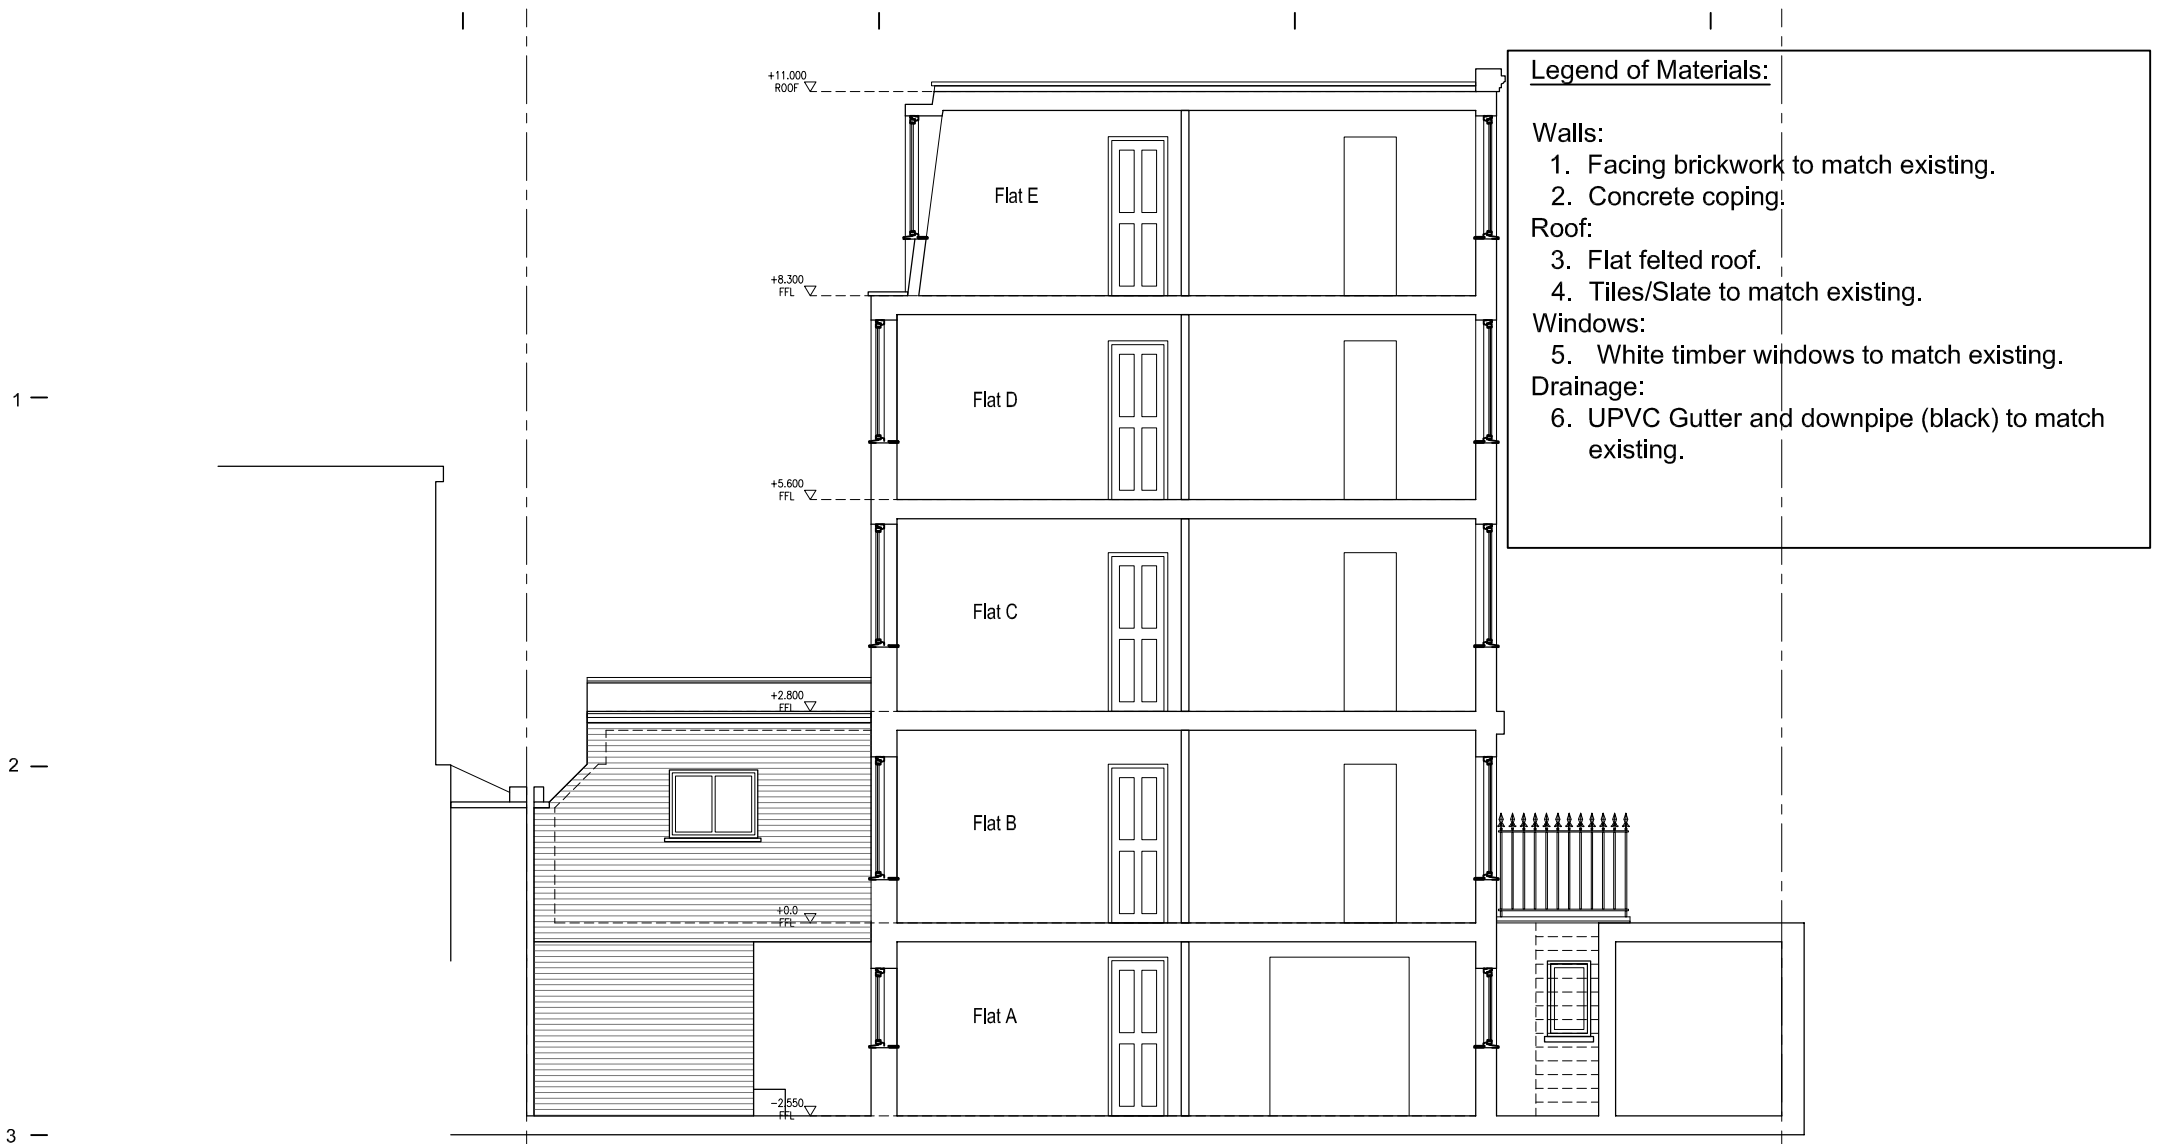 +11.000
ROOF
Legend of Materials:
Walls:
1. Facing brickwork to match existing.
2. Concrete coping.
Roof:
3. Flat felted roof.
4. Tiles/Slate to match existing.
Windows:
5. White timber windows to match existing.
Drainage:
6. UPVC Gutter and downpipe (black) to match
existing.
Flat E
+8.300
FFL
1
Flat D
+5.600
FFL
Flat C
+2.800
FFL
2
Flat B
+0.0
FFL
Flat A
-2.550
FFL
3